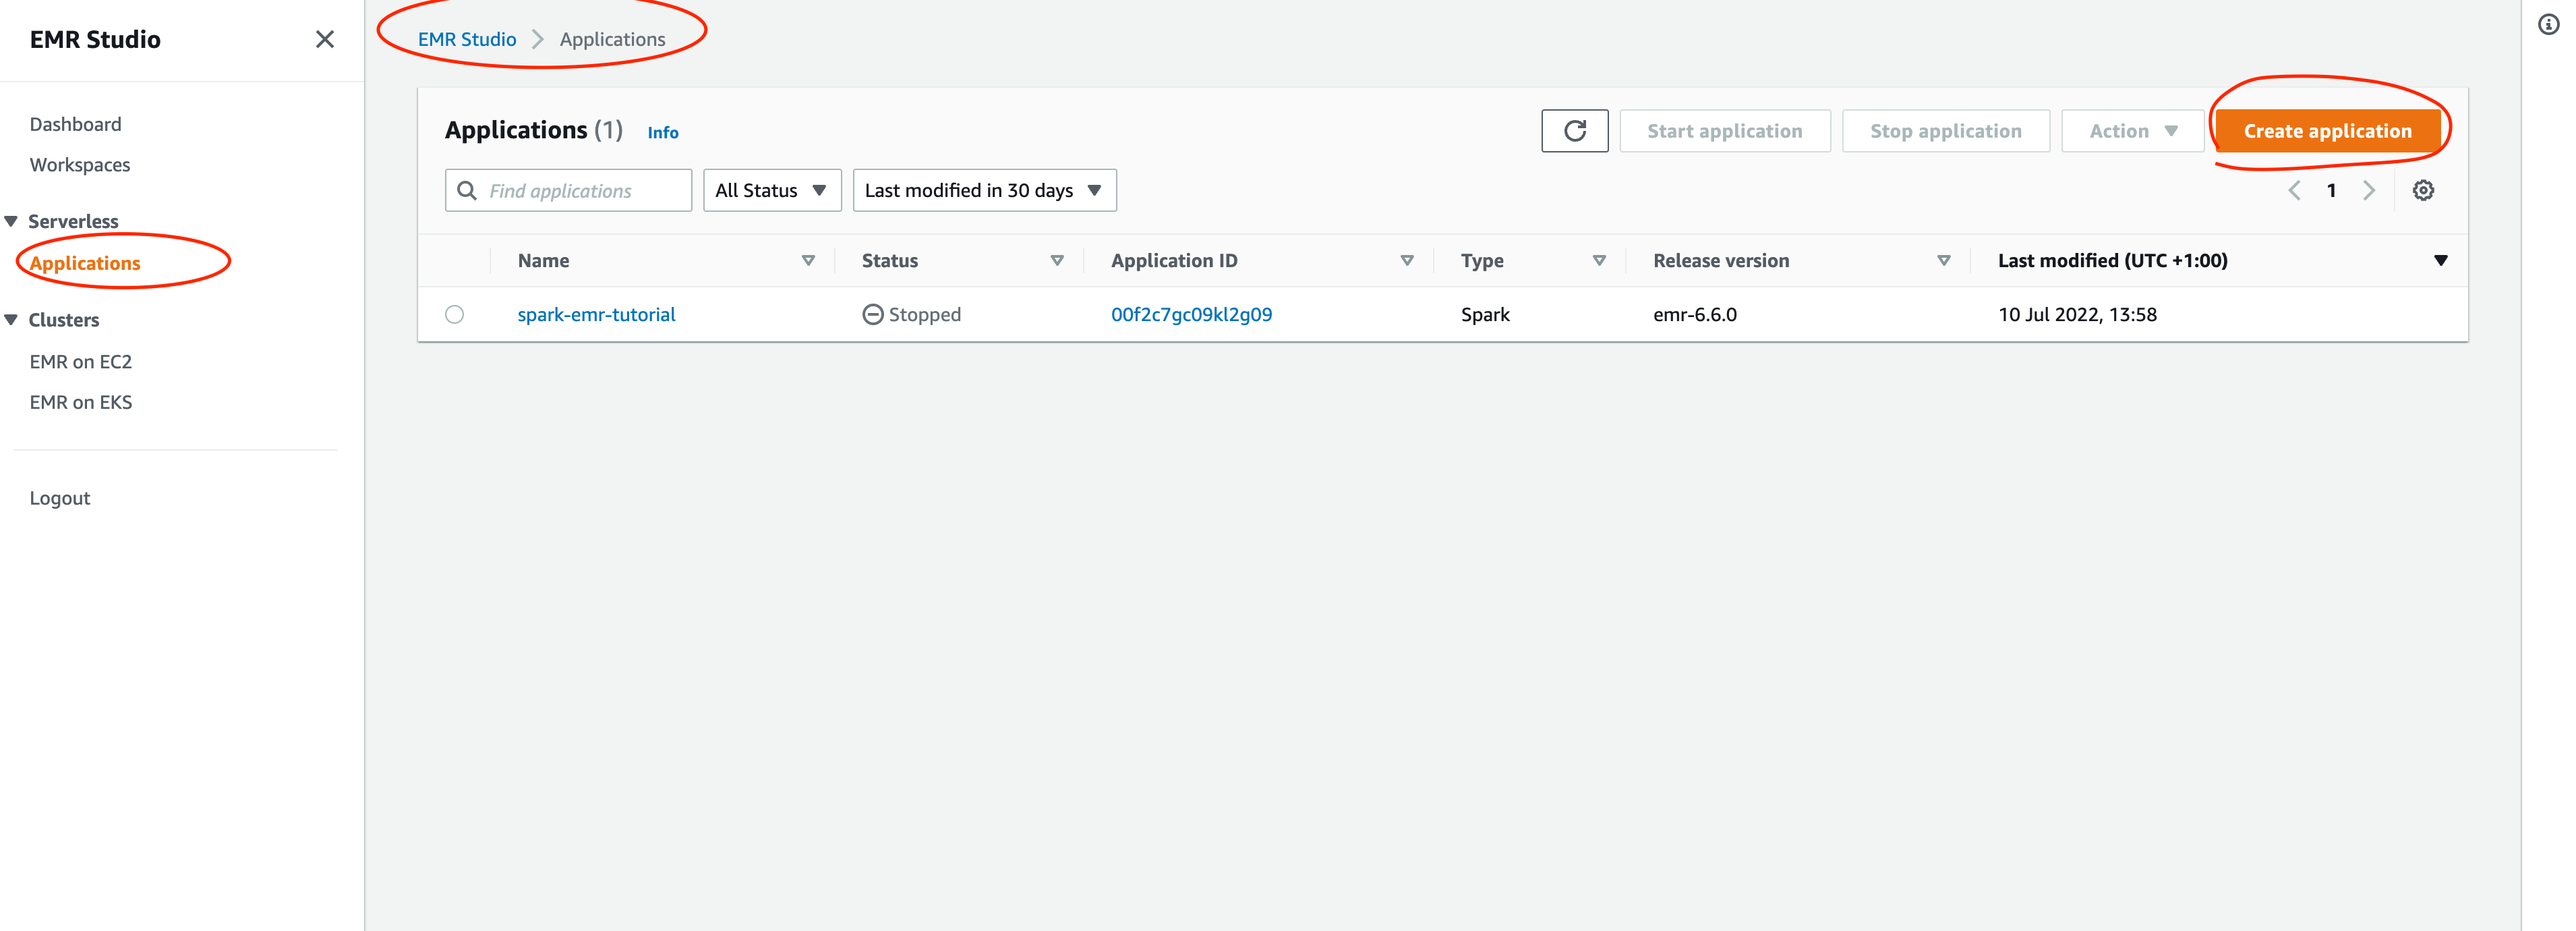 EMR Studio
Dashboard
Workspaces
Serverless
Applications
Clusters
EMR on EC2
EMR on EKS
Logout
EMR Studio Applications
Applications (1) Info
Start application Stop application Action Create application
Find applications All Status Last modified in 30 days 1
Name Status Application ID Type Release version Last modified (UTC +1:00)
spark-emr-tutorial Stopped 00f2c7gc09kl2g09 Spark emr-6.6.0 10 Jul 2022, 13:58